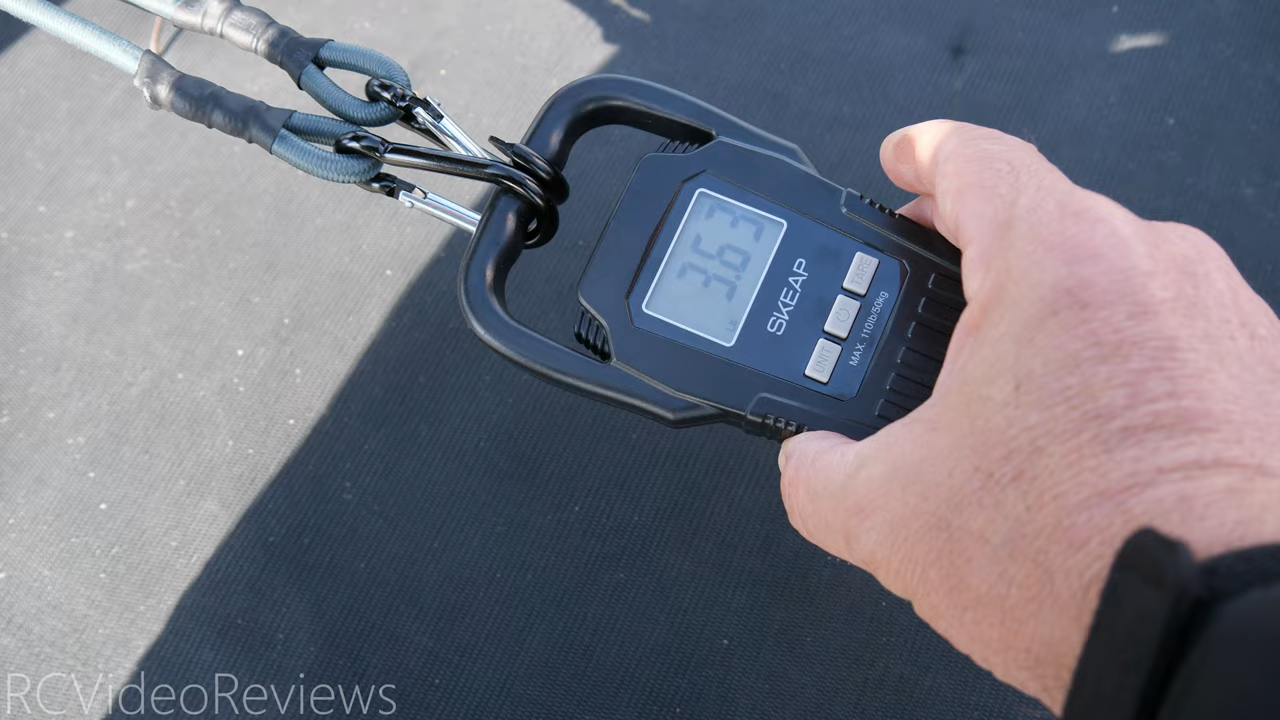 36.3
SKEAP
UNIT
TARE
MAX. 110lb/50kg
RCVideoReviews